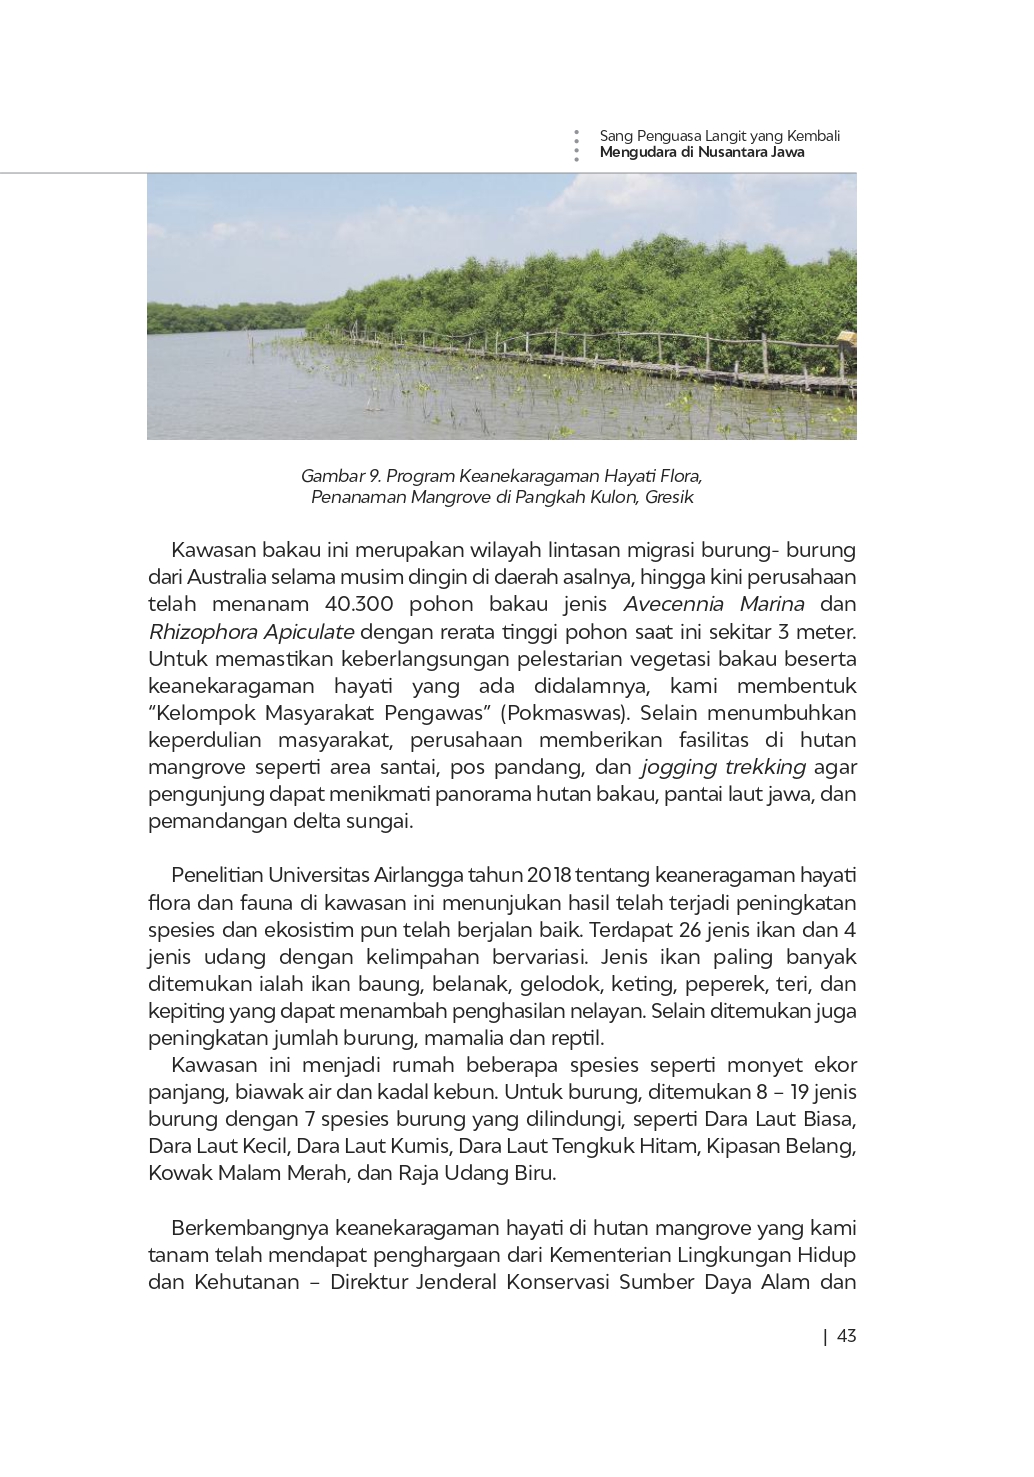 Sang Penguasa Langit yang Kembali
Mengudara di Nusantara Jawa
Gambar 9. Program Keanekaragaman Hayati Flora,
Penanaman Mangrove di Pangkah Kulon, Gresik
Kawasan bakau ini merupakan wilayah lintasan migrasi burung- burung
dari Australia selama musim dingin di daerah asalnya, hingga kini perusahaan
telah menanam 40.300 pohon bakau jenis Avecennia Marina dan
Rhizophora Apiculate dengan rerata tinggi pohon saat ini sekitar 3 meter.
Untuk memastikan keberlangsungan pelestarian vegetasi bakau beserta
keanekaragaman hayati yang ada didalamnya, kami membentuk
“Kelompok Masyarakat Pengawas” (Pokmaswas). Selain menumbuhkan
keperdulian masyarakat, perusahaan memberikan fasilitas di hutan
mangrove seperti area santai, pos pandang, dan jogging trekking agar
pengunjung dapat menikmati panorama hutan bakau, pantai laut jawa, dan
pemandangan delta sungai.
Penelitian Universitas Airlangga tahun 2018 tentang keaneragaman hayati
flora dan fauna di kawasan ini menunjukan hasil telah terjadi peningkatan
spesies dan ekosistim pun telah berjalan baik. Terdapat 26 jenis ikan dan 4
jenis udang dengan kelimpahan bervariasi. Jenis ikan paling banyak
ditemukan ialah ikan baung, belanak, gelodok, keting, peperek, teri, dan
kepiting yang dapat menambah penghasilan nelayan. Selain ditemukan juga
peningkatan jumlah burung, mamalia dan reptil.
Kawasan ini menjadi rumah beberapa spesies seperti monyet ekor
panjang, biawak air dan kadal kebun. Untuk burung, ditemukan 8 – 19 jenis
burung dengan 7 spesies burung yang dilindungi, seperti Dara Laut Biasa,
Dara Laut Kecil, Dara Laut Kumis, Dara Laut Tengkuk Hitam, Kipasan Belang,
Kowak Malam Merah, dan Raja Udang Biru.
Berkembangnya keanekaragaman hayati di hutan mangrove yang kami
tanam telah mendapat penghargaan dari Kementerian Lingkungan Hidup
dan Kehutanan – Direktur Jenderal Konservasi Sumber Daya Alam dan
| 43